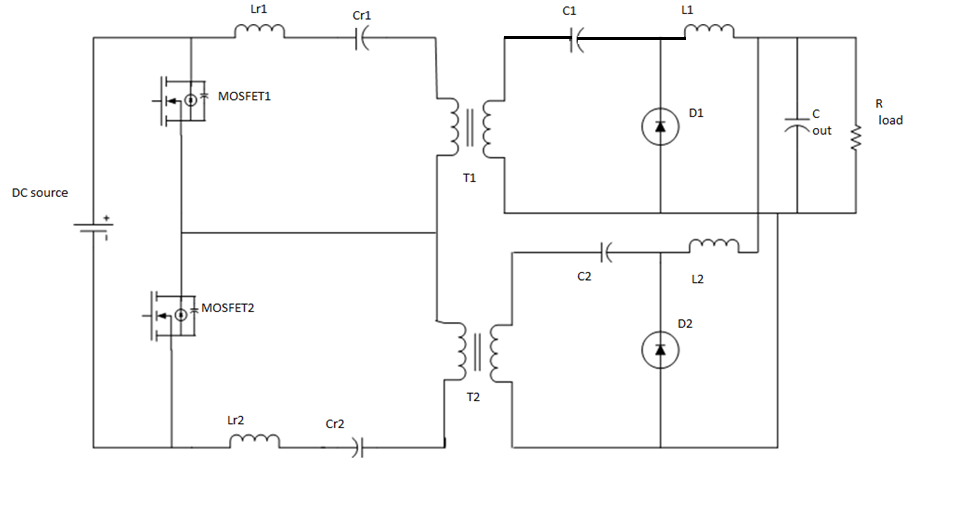 Lr1
Cr1
C1
L1
MOSFET1
D1
C
out
R
load
T1
DC source
+
C2
L2
MOSFET2
D2
T2
Lr2
Cr2